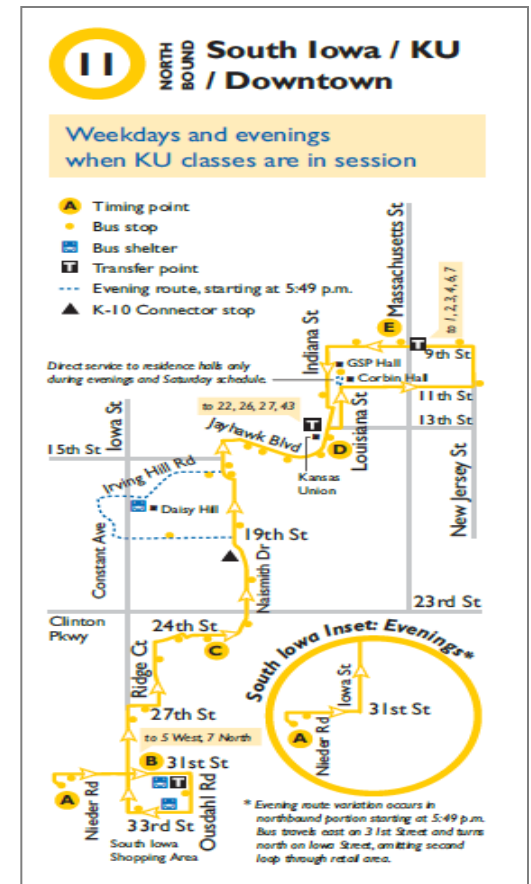 11
NORTH
BOUND
South Iowa / KU
/ Downtown
Weekdays and evenings
when KU classes are in session
A Timing point
Bus stop
Bus shelter
T Transfer point
Evening route, starting at 5:49 p.m.
K-10 Connector stop
Massachusetts St
to 1, 2, 3, 4, 6, 7
E
T
9th St
Indiana St
GSP Hall
Corbin Hall
Direct service to residence halls only
during evenings and Saturday schedule.
11th St
13th St
Louisiana St
New Jersey St
to 22, 26, 27, 43
T
Jayhawk Blvd
D
Kansas
Union
Iowa St
15th St
Irving Hill Rd
Daisy Hill
Constant Ave
19th St
Naismith Dr
23rd St
Clinton
Pkwy
24th St
C
Ridge Ct
27th St
to 5 West, 7 North
B
31st St
T
A
Nieder Rd
33rd St
Ousdahl Rd
South Iowa
Shopping Area
South Iowa Inset: Evenings*
Iowa St
31st St
A
Nieder Rd
* Evening route variation occurs in
northbound portion starting at 5:49 p.m.
Bus travels east on 31st Street and turns
north on Iowa Street, omitting second
loop through retail area.